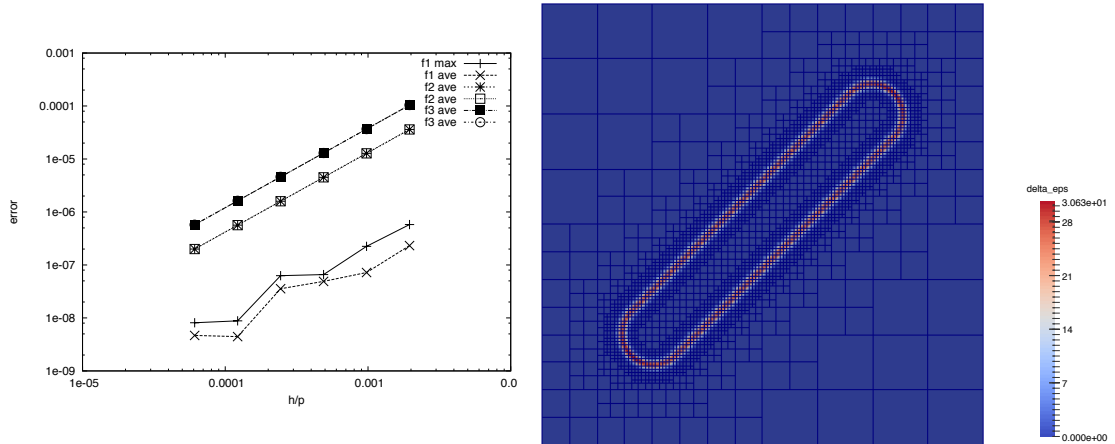 0.001
0.0001
1e-05
1e-06
1e-07
1e-08
1e-09
error
1e-05
0.0001
0.001
0.0
h/p
f1 max
f1 ave
f2 ave
f2 ave
f3 ave
f3 ave
delta_eps
3.063e+01
28
21
14
7
0.000e+00